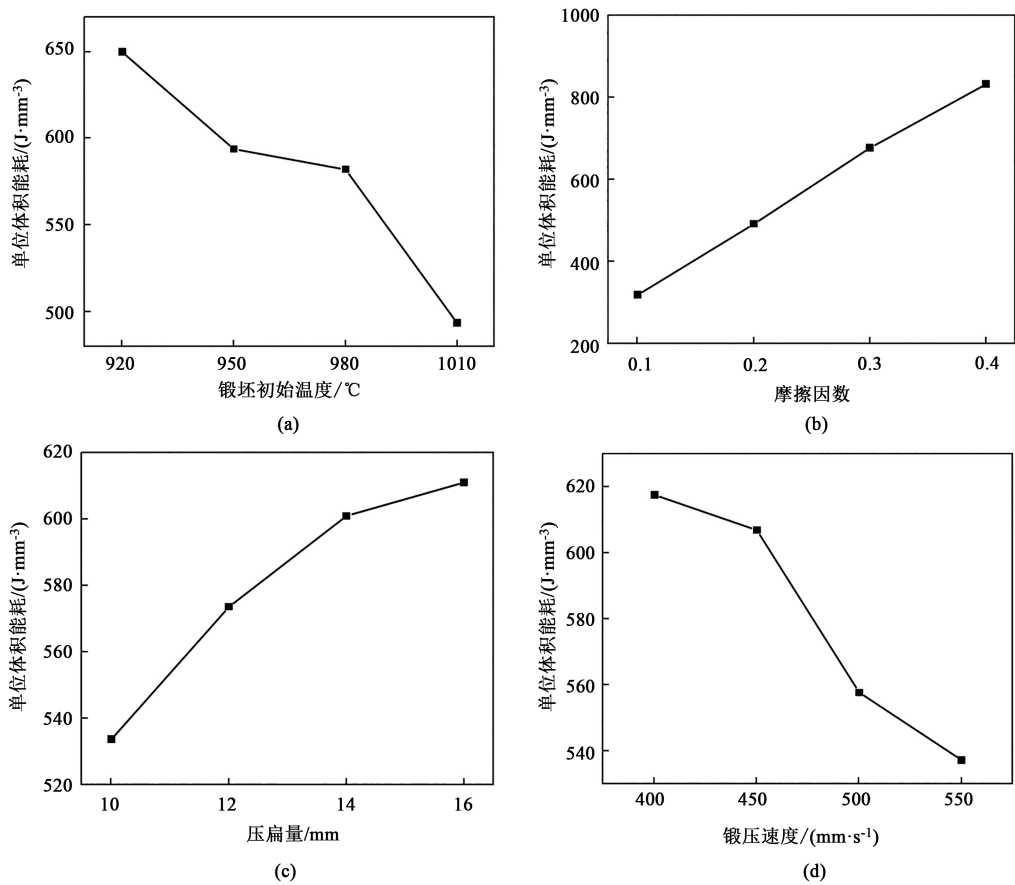 单位体积能耗/(J·mm⁻³)
650
600
550
500
920 950 980 1010
锻坯初始温度/℃
(a)
单位体积能耗/(J·mm⁻³)
1000
800
600
400
200
0.1 0.2 0.3 0.4
摩擦因数
(b)
单位体积能耗/(J·mm⁻³)
620
600
580
560
540
520
10 12 14 16
压扁量/mm
(c)
单位体积能耗/(J·mm⁻³)
620
600
580
560
540
400 450 500 550
锻压速度/(mm·s⁻¹)
(d)